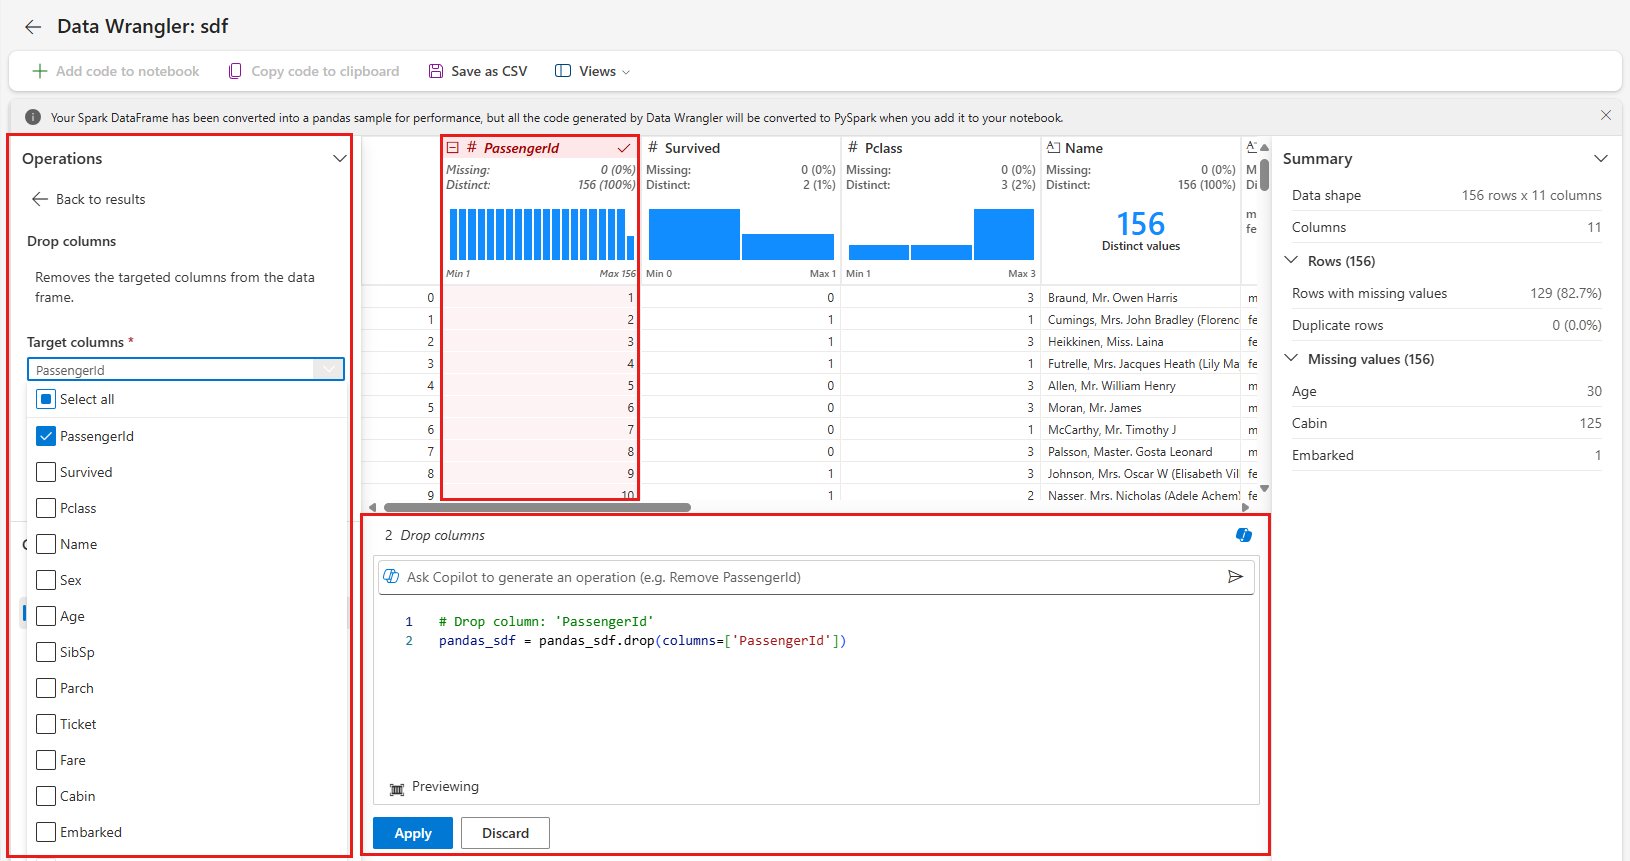 Data Wrangler: sdf
Add code to notebook
Copy code to clipboard
Save as CSV
Views
Your Spark DataFrame has been converted into a pandas sample for performance, but all the code generated by Data Wrangler will be converted to PySpark when you add it to your notebook.
Operations
Back to results
Drop columns
Removes the targeted columns from the data
frame.
Target columns *
PassengerId
Select all
PassengerId
Survived
Pclass
Name
Sex
Age
SibSp
Parch
Ticket
Fare
Cabin
Embarked
# PassengerId # Survived # Pclass Name
Missing: 0 (0%) Missing: 0 (0%) Missing: 0 (0%) Missing: 0 (0%) M
Distinct: 156 (100%) Distinct: 2 (1%) Distinct: 3 (2%) Distinct: 156 (100%) Di
156 m
Distinct values fe
Min 1 Max 156 Min 0 Max 1 Min 1 Max 3
0 1 0 3 Braund, Mr. Owen Harris m
1 2 1 1 Cumings, Mrs. John Bradley (Florenc fe
2 3 1 3 Heikkinen, Miss. Laina fe
3 4 1 1 Futrelle, Mrs. Jacques Heath (Lily Ma fe
4 5 0 3 Allen, Mr. William Henry m
5 6 0 3 Moran, Mr. James m
6 7 0 1 McCarthy, Mr. Timothy J m
7 8 0 3 Palsson, Master. Gosta Leonard m
8 9 1 3 Johnson, Mrs. Oscar W (Elisabeth Vil fe
9 10 1 2 Nasser, Mrs. Nicholas (Adele Achem) fe
2 Drop columns
Ask Copilot to generate an operation (e.g. Remove PassengerId)
1 # Drop column: 'PassengerId'
2 pandas_sdf = pandas_sdf.drop(columns=['PassengerId'])
Previewing
Apply
Discard
Summary
Data shape 156 rows x 11 columns
Columns 11
Rows (156)
Rows with missing values 129 (82.7%)
Duplicate rows 0 (0.0%)
Missing values (156)
Age 30
Cabin 125
Embarked 1